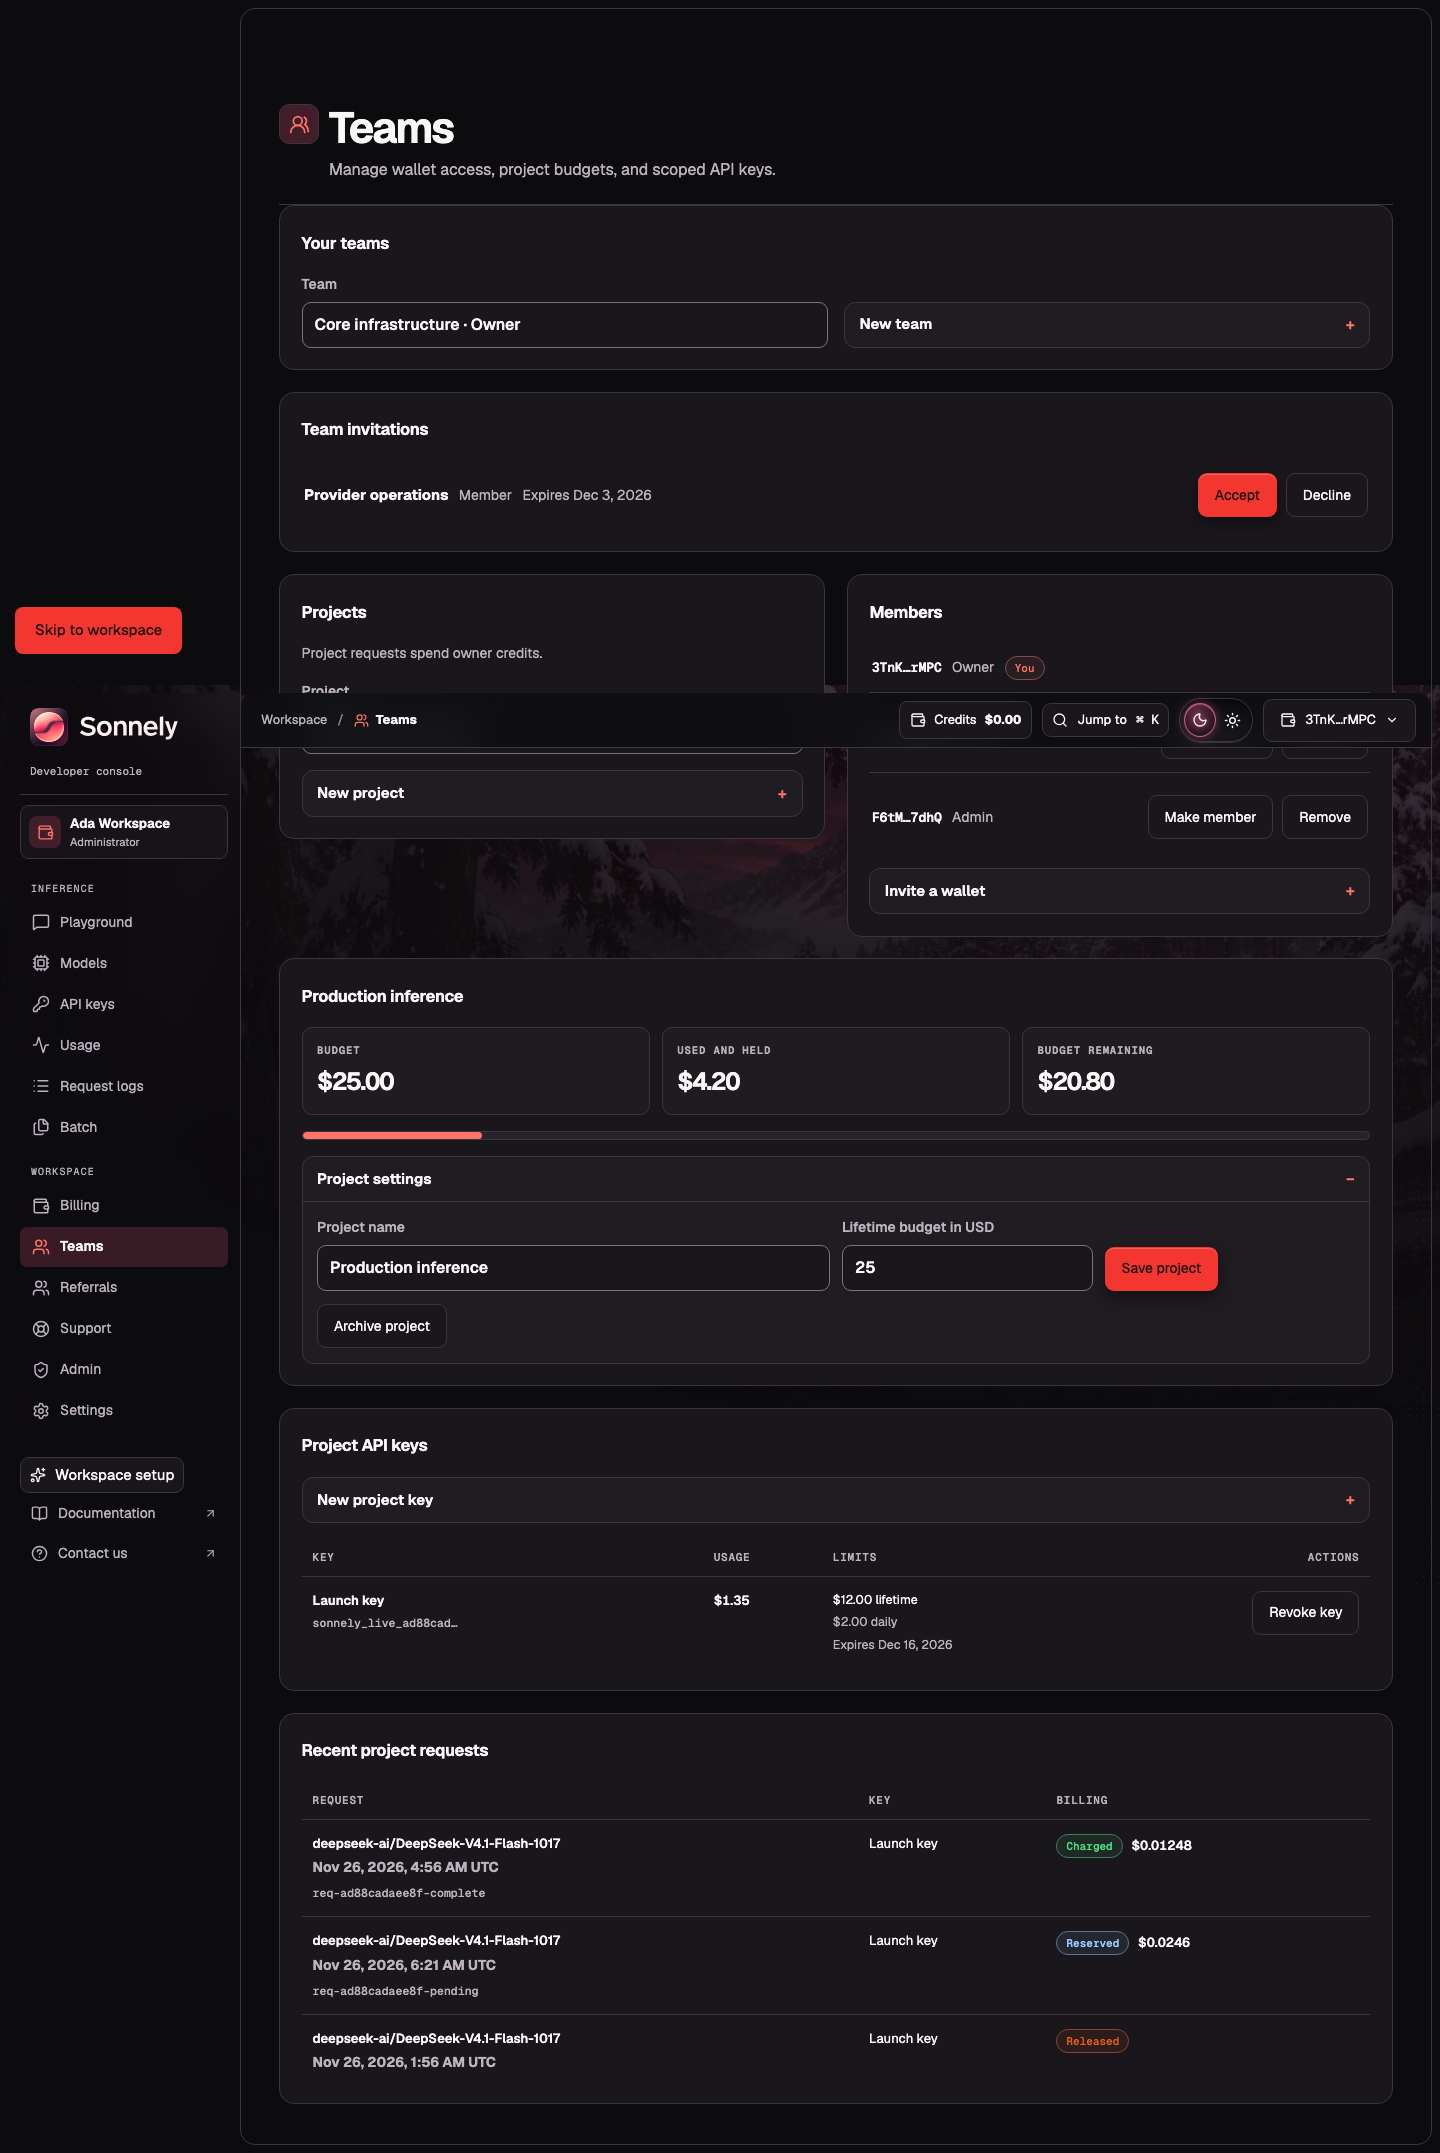 Teams
Manage wallet access, project budgets, and scoped API keys.
Your teams
Team
Core infrastructure · Owner
New team +
Team invitations
Provider operations Member Expires Dec 3, 2026 Accept Decline
Projects
Project requests spend owner credits.
Project
New project +
Members
3TnK…rMPC Owner You
F6tM…7dhQ Admin Make member Remove
Invite a wallet +
Skip to workspace
Sonnely
Developer console
Ada Workspace
Administrator
INFERENCE
Playground
Models
API keys
Usage
Request logs
Batch
WORKSPACE
Billing
Teams
Referrals
Support
Admin
Settings
Workspace setup
Documentation
Contact us
Workspace / Teams
Credits $0.00
Jump to ⌘ K
3TnK…rMPC
Production inference
BUDGET
$25.00
USED AND HELD
$4.20
BUDGET REMAINING
$20.80
Project settings −
Project name
Production inference
Lifetime budget in USD
25
Save project
Archive project
Project API keys
New project key +
KEY USAGE LIMITS ACTIONS
Launch key $1.35 $12.00 lifetime Revoke key
sonnely_live_ad88cad… $2.00 daily
Expires Dec 16, 2026
Recent project requests
REQUEST KEY BILLING
deepseek-ai/DeepSeek-V4.1-Flash-1017 Launch key Charged $0.01248
Nov 26, 2026, 4:56 AM UTC
req-ad88cadaee8f-complete
deepseek-ai/DeepSeek-V4.1-Flash-1017 Launch key Reserved $0.0246
Nov 26, 2026, 6:21 AM UTC
req-ad88cadaee8f-pending
deepseek-ai/DeepSeek-V4.1-Flash-1017 Launch key Released
Nov 26, 2026, 1:56 AM UTC